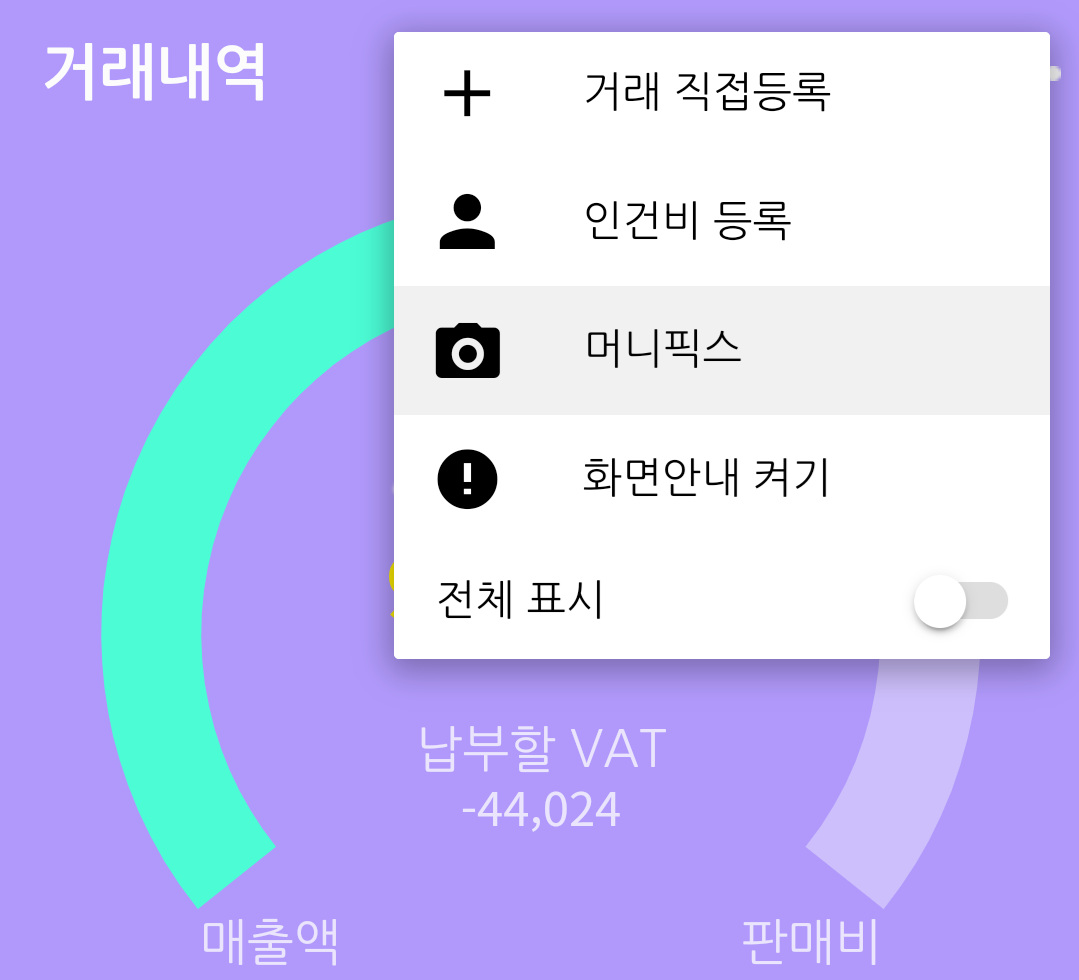 거래내역
거래 직접등록
인건비 등록
머니픽스
화면안내 켜기
전체 표시
납부할 VAT
-44,024
매출액
판매비